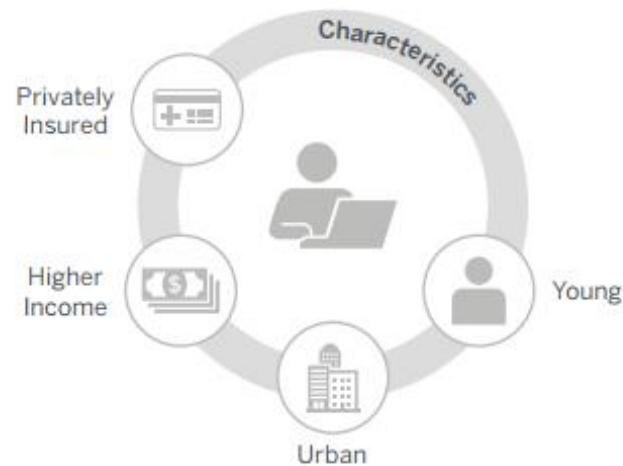 Characteristics
Privately
Insured
Higher
Income
$
Young
Urban